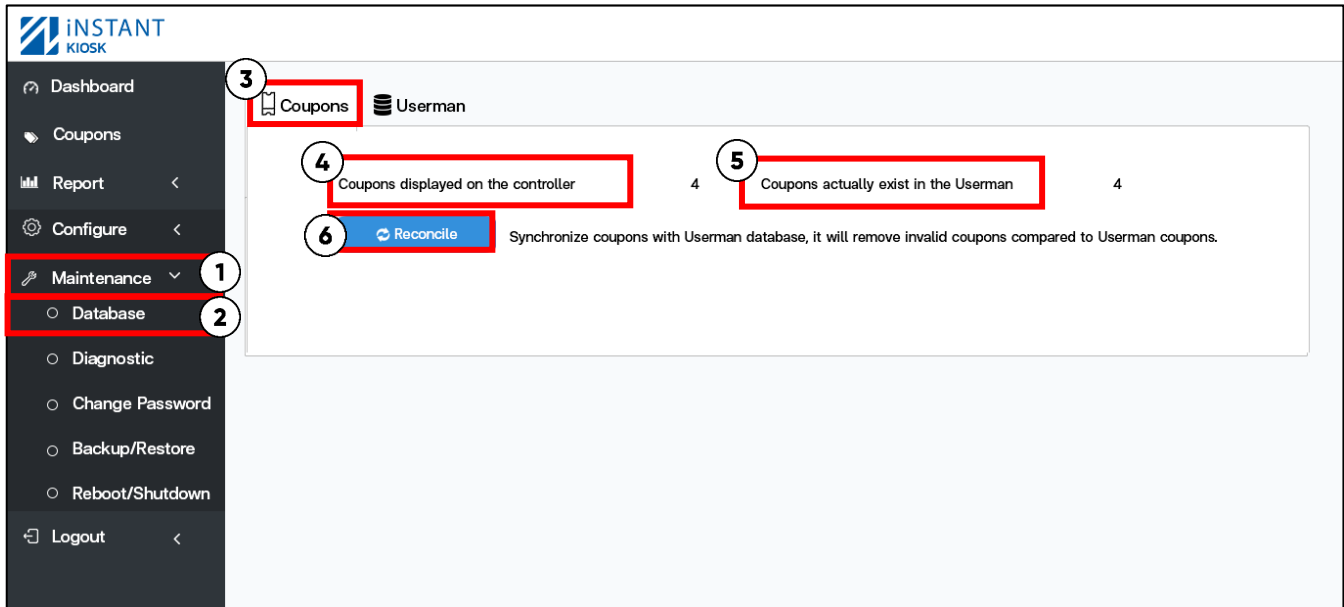 iNSTANT
KIOSK
Dashboard
Coupons
Report
Configure
Maintenance
1
Database
2
Diagnostic
Change Password
Backup/Restore
Reboot/Shutdown
Logout
3
Coupons
Userman
4
5
Coupons displayed on the controller 4 Coupons actually exist in the Userman 4
6
Reconcile Synchronize coupons with Userman database, it will remove invalid coupons compared to Userman coupons.